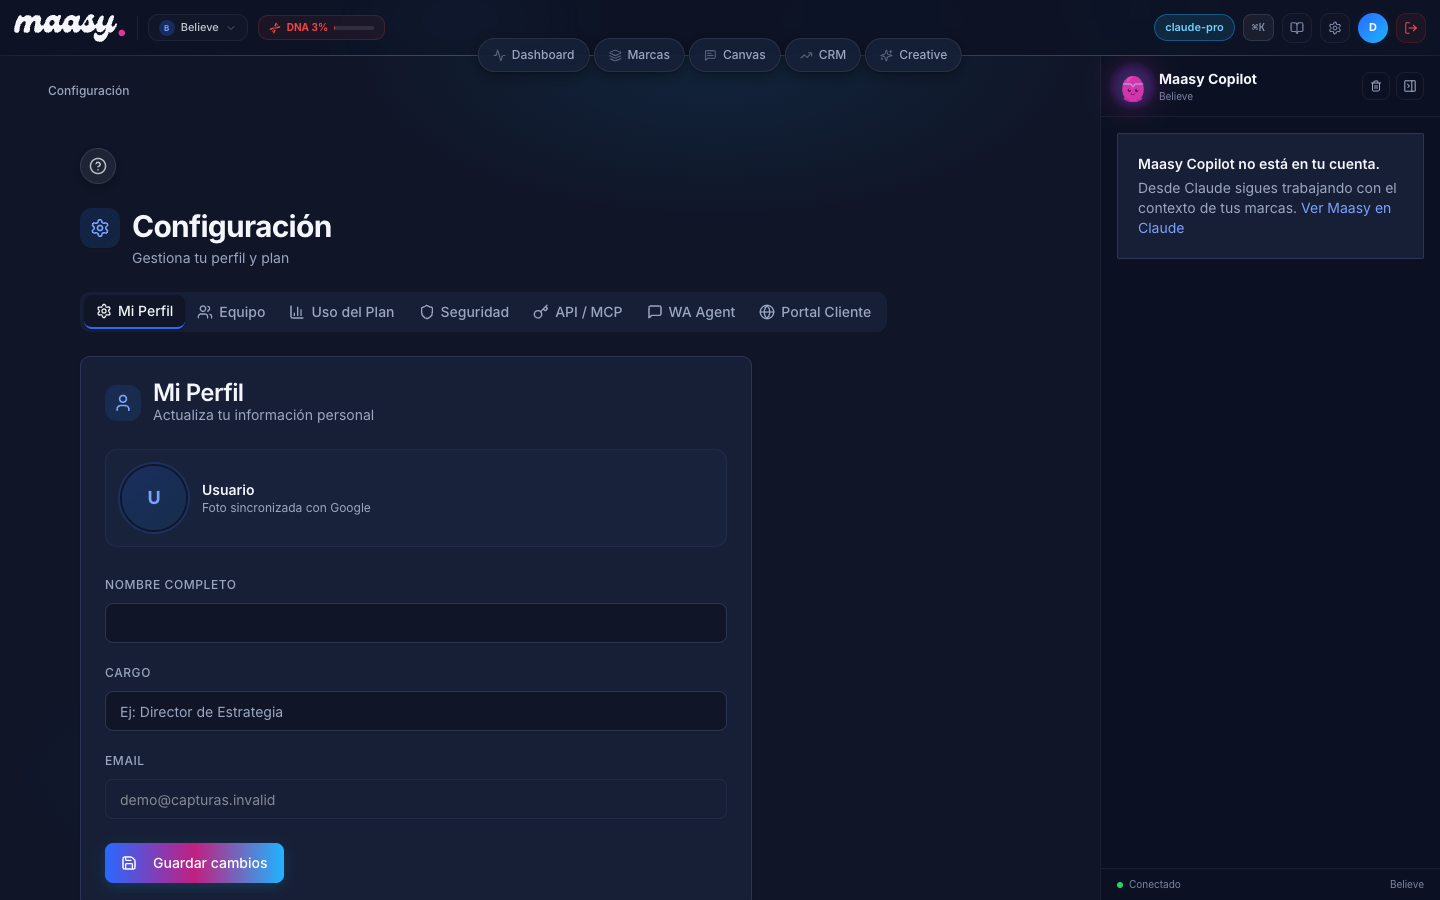 maasy.
B Believe
DNA 3%
claude-pro
⌘K
D
Dashboard
Marcas
Canvas
CRM
Creative
Configuración
Maasy Copilot
Believe
Maasy Copilot no está en tu cuenta.
Desde Claude sigues trabajando con el
contexto de tus marcas. Ver Maasy en
Claude
Configuración
Gestiona tu perfil y plan
Mi Perfil
Equipo
Uso del Plan
Seguridad
API / MCP
WA Agent
Portal Cliente
Mi Perfil
Actualiza tu información personal
U
Usuario
Foto sincronizada con Google
NOMBRE COMPLETO
CARGO
Ej: Director de Estrategia
EMAIL
demo@capturas.invalid
Guardar cambios
Conectado
Believe